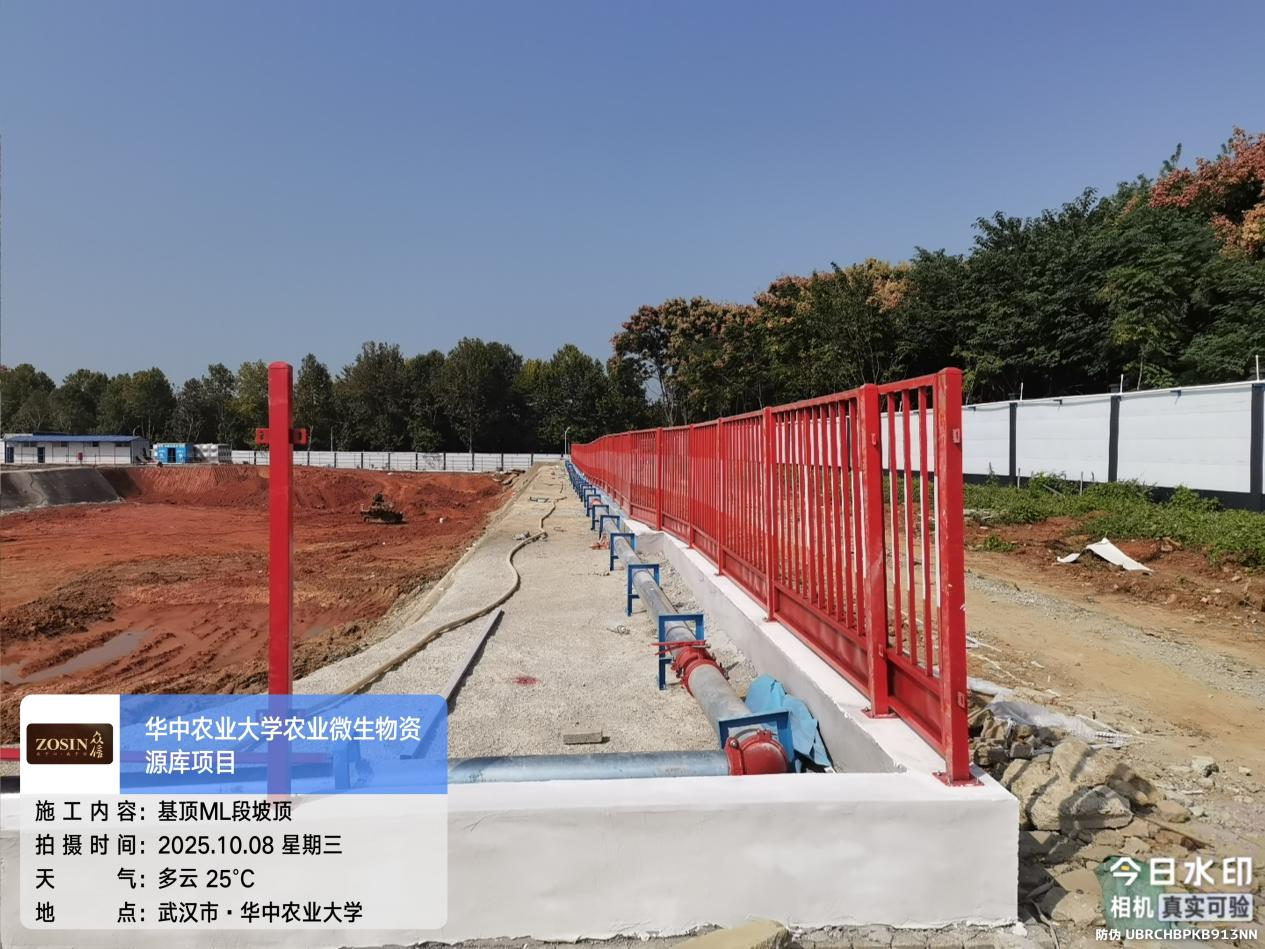 ZOSIN 众信
华中农业大学农业微生物资
源库项目
施工内容：基顶ML段坡顶
拍摄时间：2025.10.08 星期三
天气：多云 25℃
地点：武汉市·华中农业大学
今日水印
相机 真实可验
防伪 UBRCHBPKB913NN